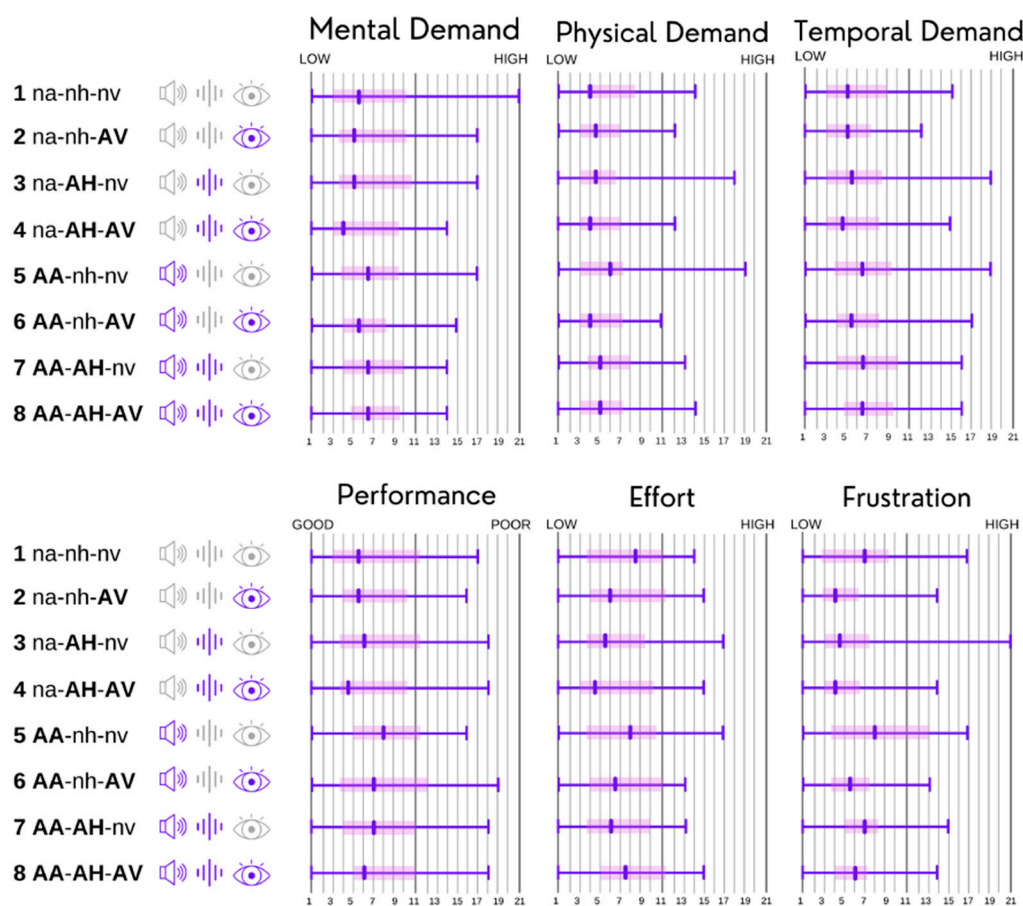 Mental Demand Physical Demand Temporal Demand
LOW HIGH LOW HIGH LOW HIGH
1 na-nh-nv
2 na-nh-AV
3 na-AH-nv
4 na-AH-AV
5 AA-nh-nv
6 AA-nh-AV
7 AA-AH-nv
8 AA-AH-AV
1 3 5 7 9 11 13 15 17 19 21 1 3 5 7 9 11 13 15 17 19 21 1 3 5 7 9 11 13 15 17 19 21
Performance Effort Frustration
GOOD POOR LOW HIGH LOW HIGH
1 na-nh-nv
2 na-nh-AV
3 na-AH-nv
4 na-AH-AV
5 AA-nh-nv
6 AA-nh-AV
7 AA-AH-nv
8 AA-AH-AV
1 3 5 7 9 11 13 15 17 19 21 1 3 5 7 9 11 13 15 17 19 21 1 3 5 7 9 11 13 15 17 19 21